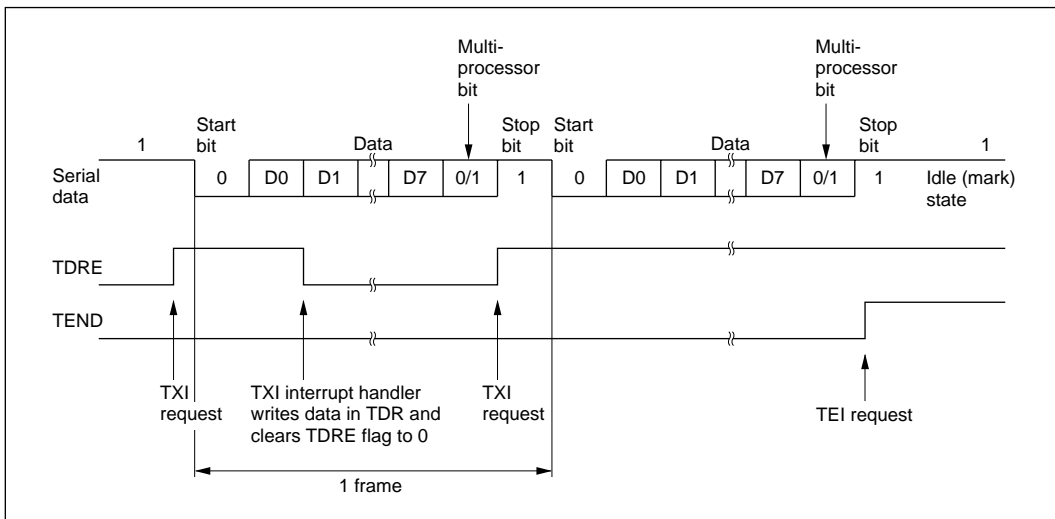 Multi-
processor
bit
Multi-
processor
bit
1
Start
bit
Data
Stop
bit
Start
bit
Data
Stop
bit
1
Serial
data
0 D0 D1 D7 0/1 1 0 D0 D1 D7 0/1 1
Idle (mark)
state
TDRE
TEND
TXI
request
TXI interrupt handler
writes data in TDR and
clears TDRE flag to 0
TXI
request
TEI request
1 frame